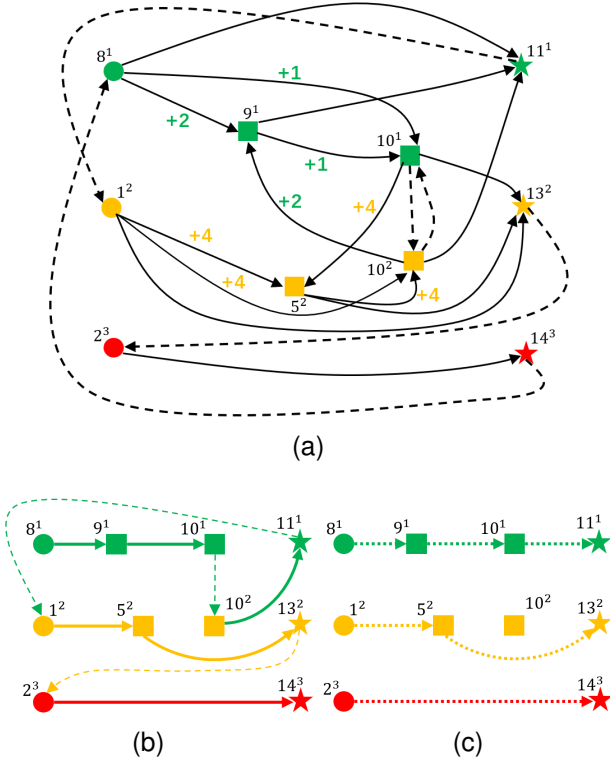 8¹
11¹
+1
9¹
+2
10¹
+1
1²
+2
+4
13²
+4
10²
+4
+4
5²
2³
14³
(a)
8¹ 9¹ 10¹ 11¹
1² 5² 10² 13²
2³ 14³
(b)
8¹ 9¹ 10¹ 11¹
1² 5² 10² 13²
2³ 14³
(c)